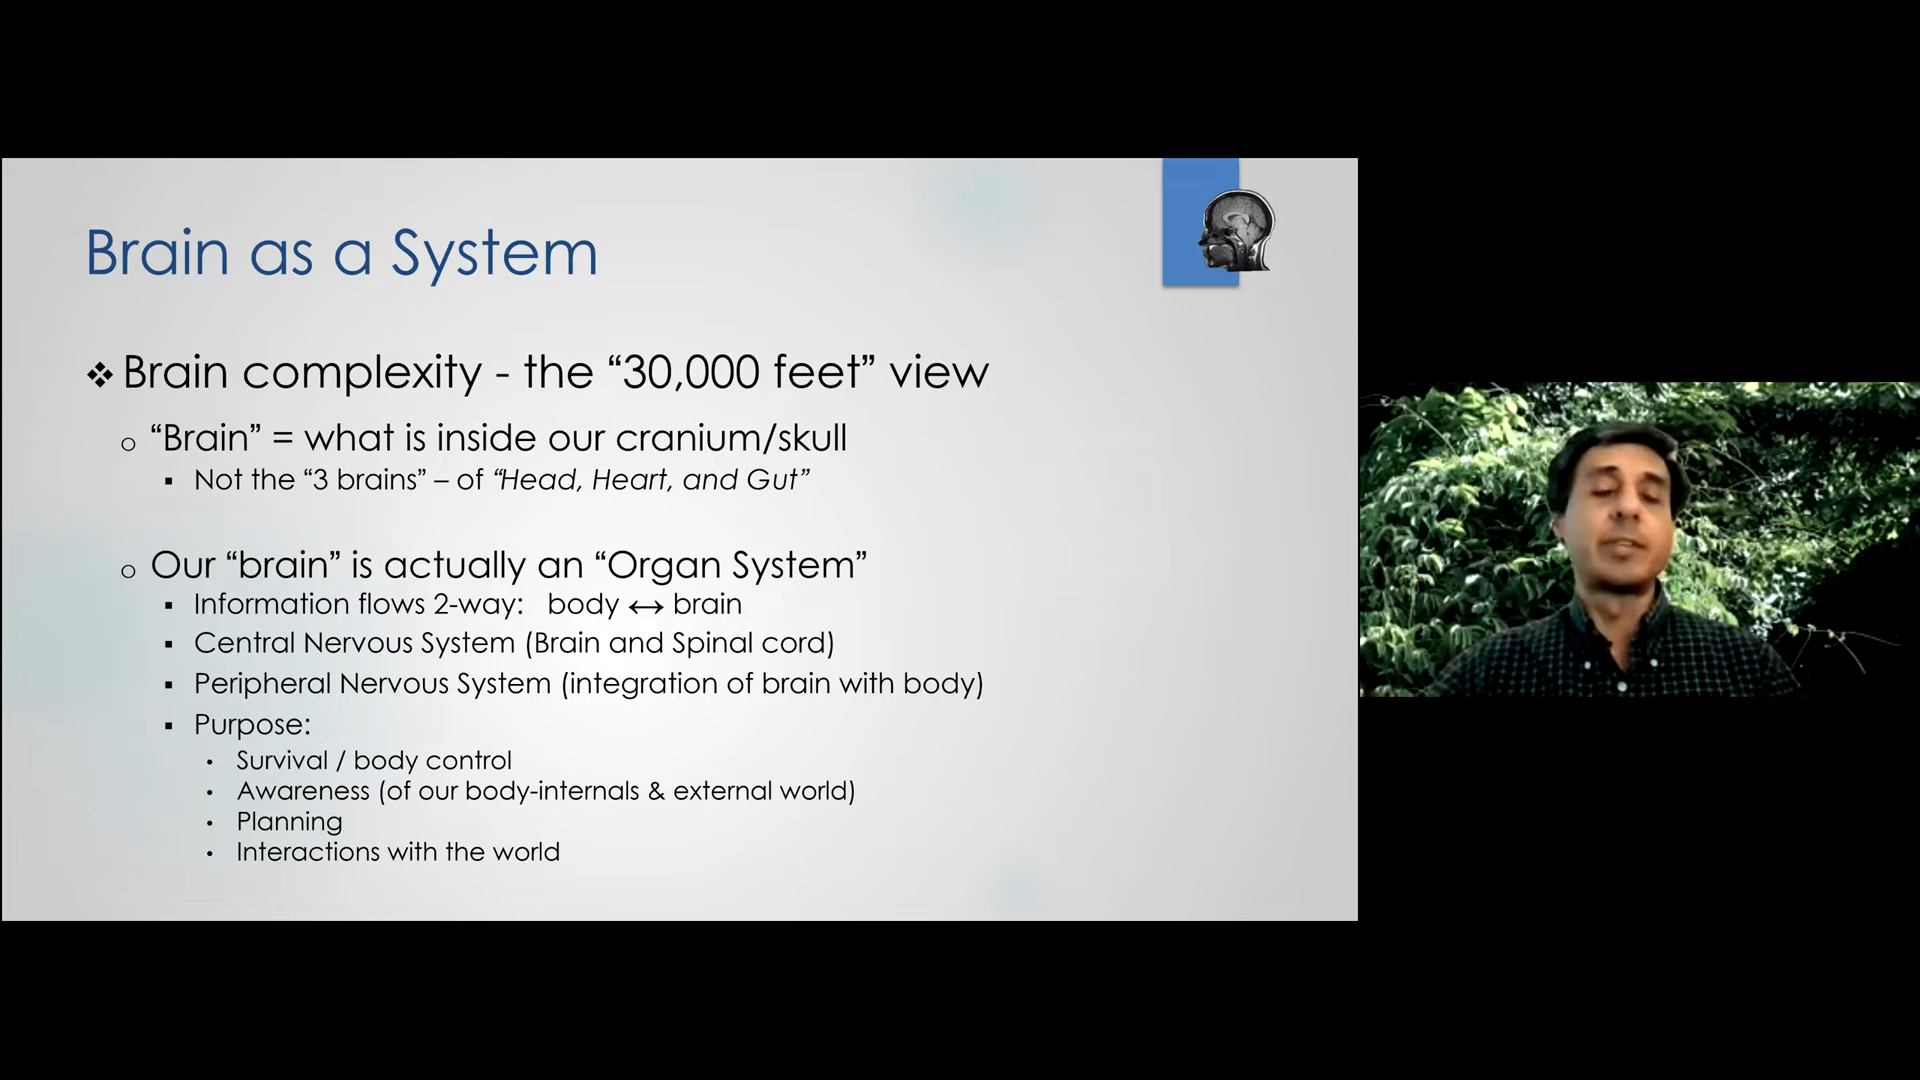 Brain as a System
❖ Brain complexity - the “30,000 feet” view
o “Brain” = what is inside our cranium/skull
▪ Not the “3 brains” – of “Head, Heart, and Gut”
o Our “brain” is actually an “Organ System”
▪ Information flows 2-way: body ↔ brain
▪ Central Nervous System (Brain and Spinal cord)
▪ Peripheral Nervous System (integration of brain with body)
▪ Purpose:
• Survival / body control
• Awareness (of our body-internals & external world)
• Planning
• Interactions with the world